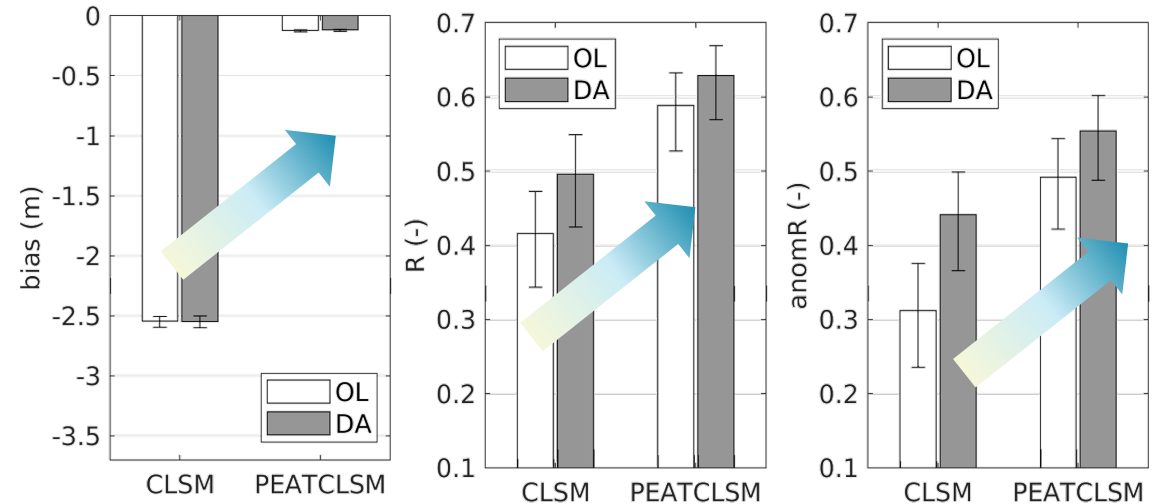 bias (m)
0
-0.5
-1
-1.5
-2
-2.5
-3
-3.5
OL
DA
CLSM PEATCLSM
R (-)
0.7
0.6
0.5
0.4
0.3
0.2
0.1
OL
DA
CLSM PEATCLSM
anomR (-)
0.7
0.6
0.5
0.4
0.3
0.2
0.1
OL
DA
CLSM PEATCLSM